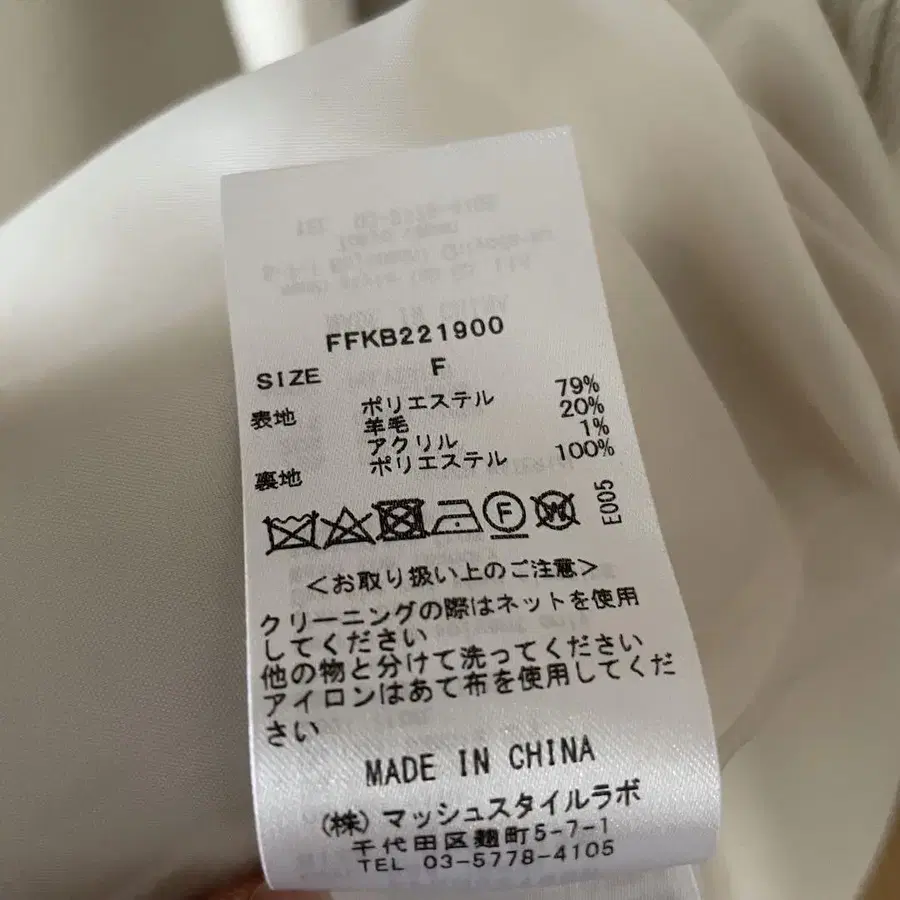 FFKB221900
SIZE F
表地 ポリエステル 79%
羊毛 20%
アクリル 1%
裏地 ポリエステル 100%
F W E005
<お取り扱い上のご注意>
クリーニングの際はネットを使用
してください
他の物と分けて洗ってください
アイロンはあて布を使用してくだ
さい
MADE IN CHINA
(株)マッシュスタイルラボ
千代田区麹町5-7-1
TEL 03-5778-4105